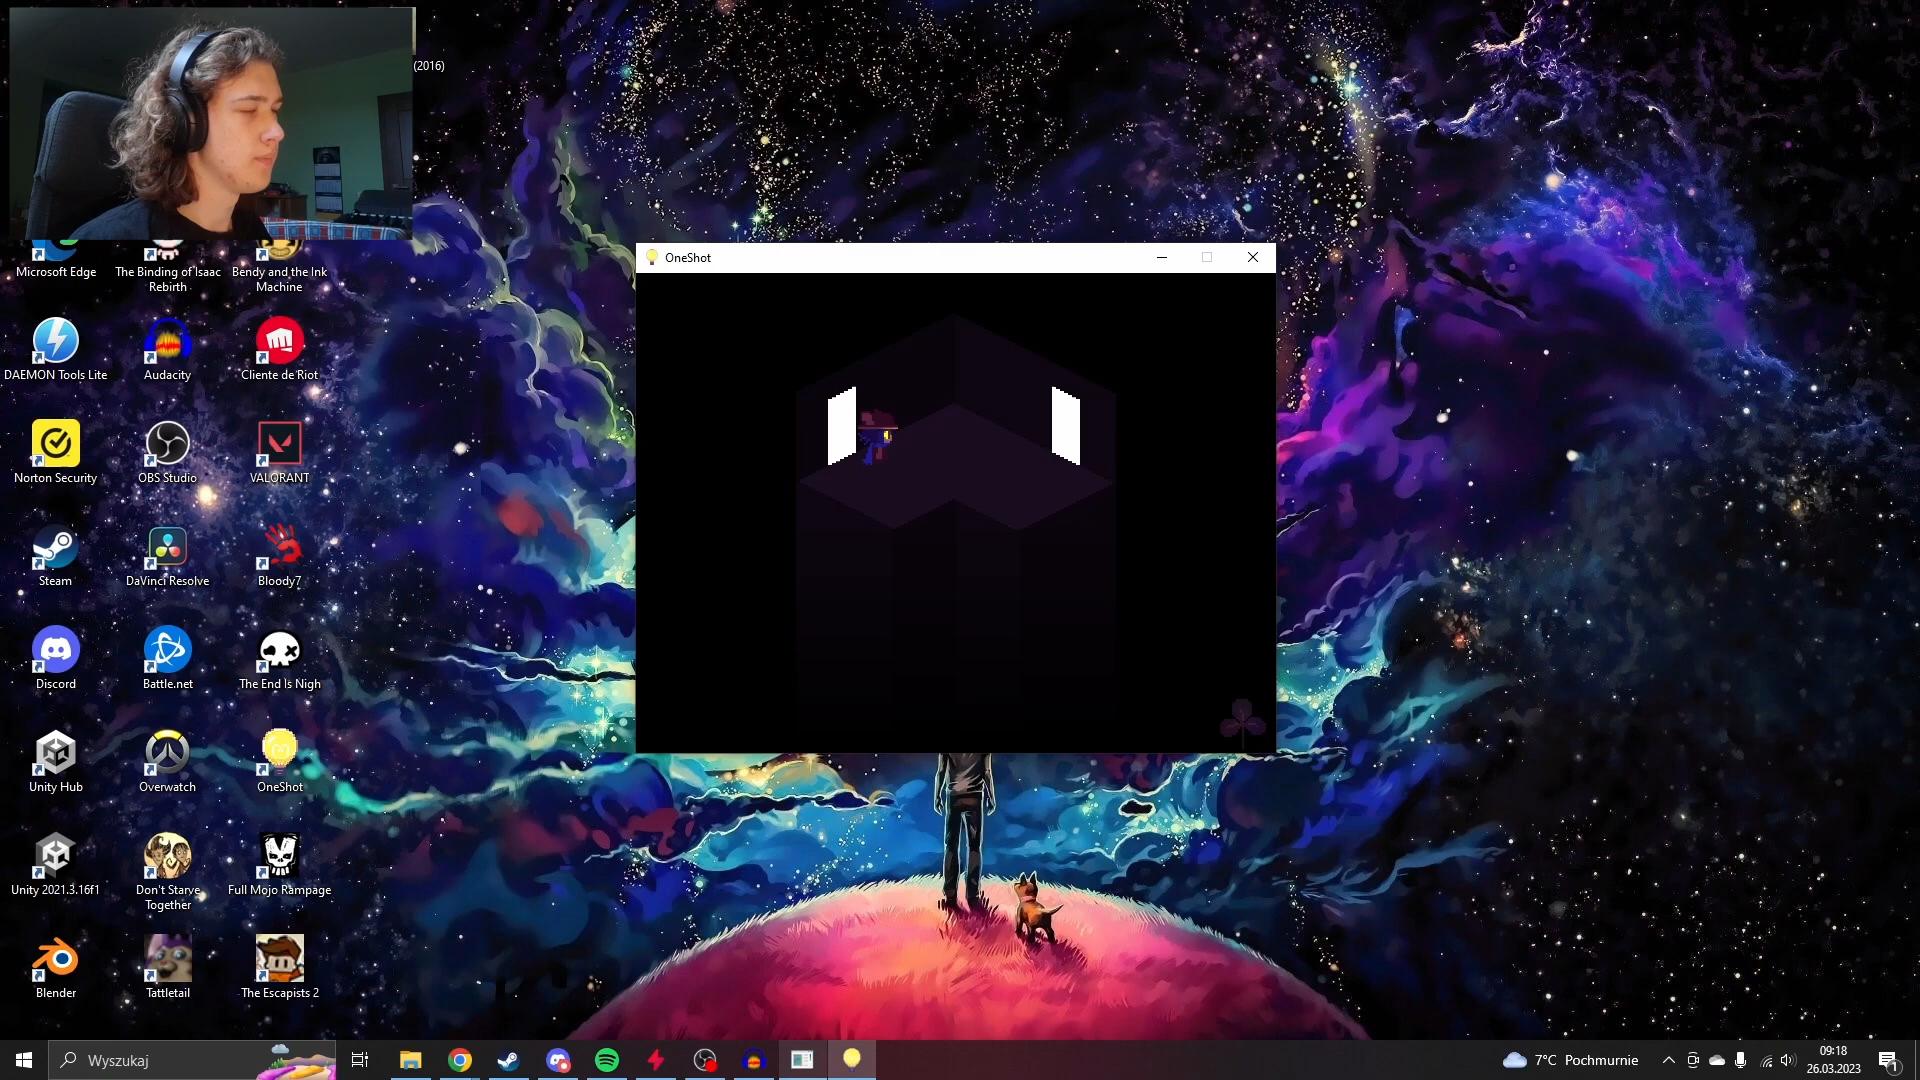 (2016)
OneShot
Microsoft Edge
The Binding of Isaac
Rebirth
Bendy and the Ink
Machine
DAEMON Tools Lite
Audacity
Cliente de Riot
Norton Security
OBS Studio
VALORANT
Steam
DaVinci Resolve
Bloody7
Discord
Battle.net
The End Is Nigh
Unity Hub
Overwatch
OneShot
Unity 2021.3.16f1
Don't Starve
Together
Full Mojo Rampage
Blender
Tattletail
The Escapists 2
Wyszukaj
7°C Pochmurnie
09:18
26.03.2023
1